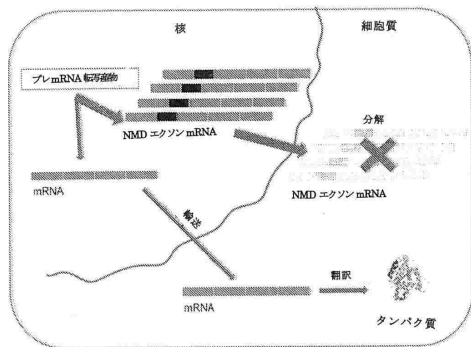 核
細胞質
プレmRNA 転写産物
NMD エクソン mRNA
分解
mRNA
NMD エクソン mRNA
輸送
mRNA
翻訳
タンパク質